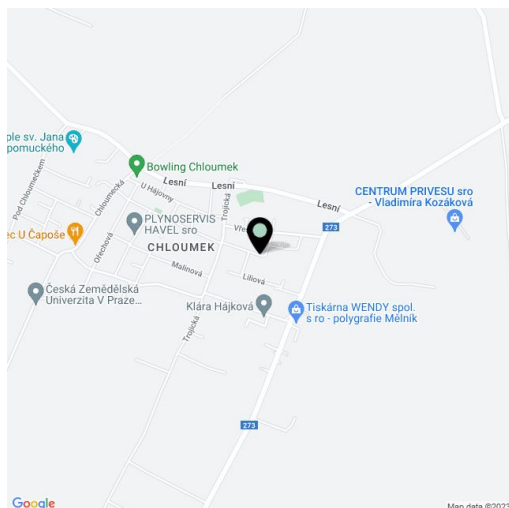 ple sv. Jana
pomuckého
Bowling Chloumek
Lesní
Lesní
Lesní
U Hájovny
Pod Chloumečkem
Chloumecká
Trojická
CENTRUM PRIVESU sro
- Vladimíra Kozáková
PLYNOSERVIS
HAVEL sro
273
ec U Čapoše
Ořechová
CHLOUMEK
Malinová
Liliová
Česká Zemědělská
Univerzita V Praze...
Klára Hájková
Tiskárna WENDY spol.
s ro - polygrafie Mělník
Trojická
273
Google
Map data ©202